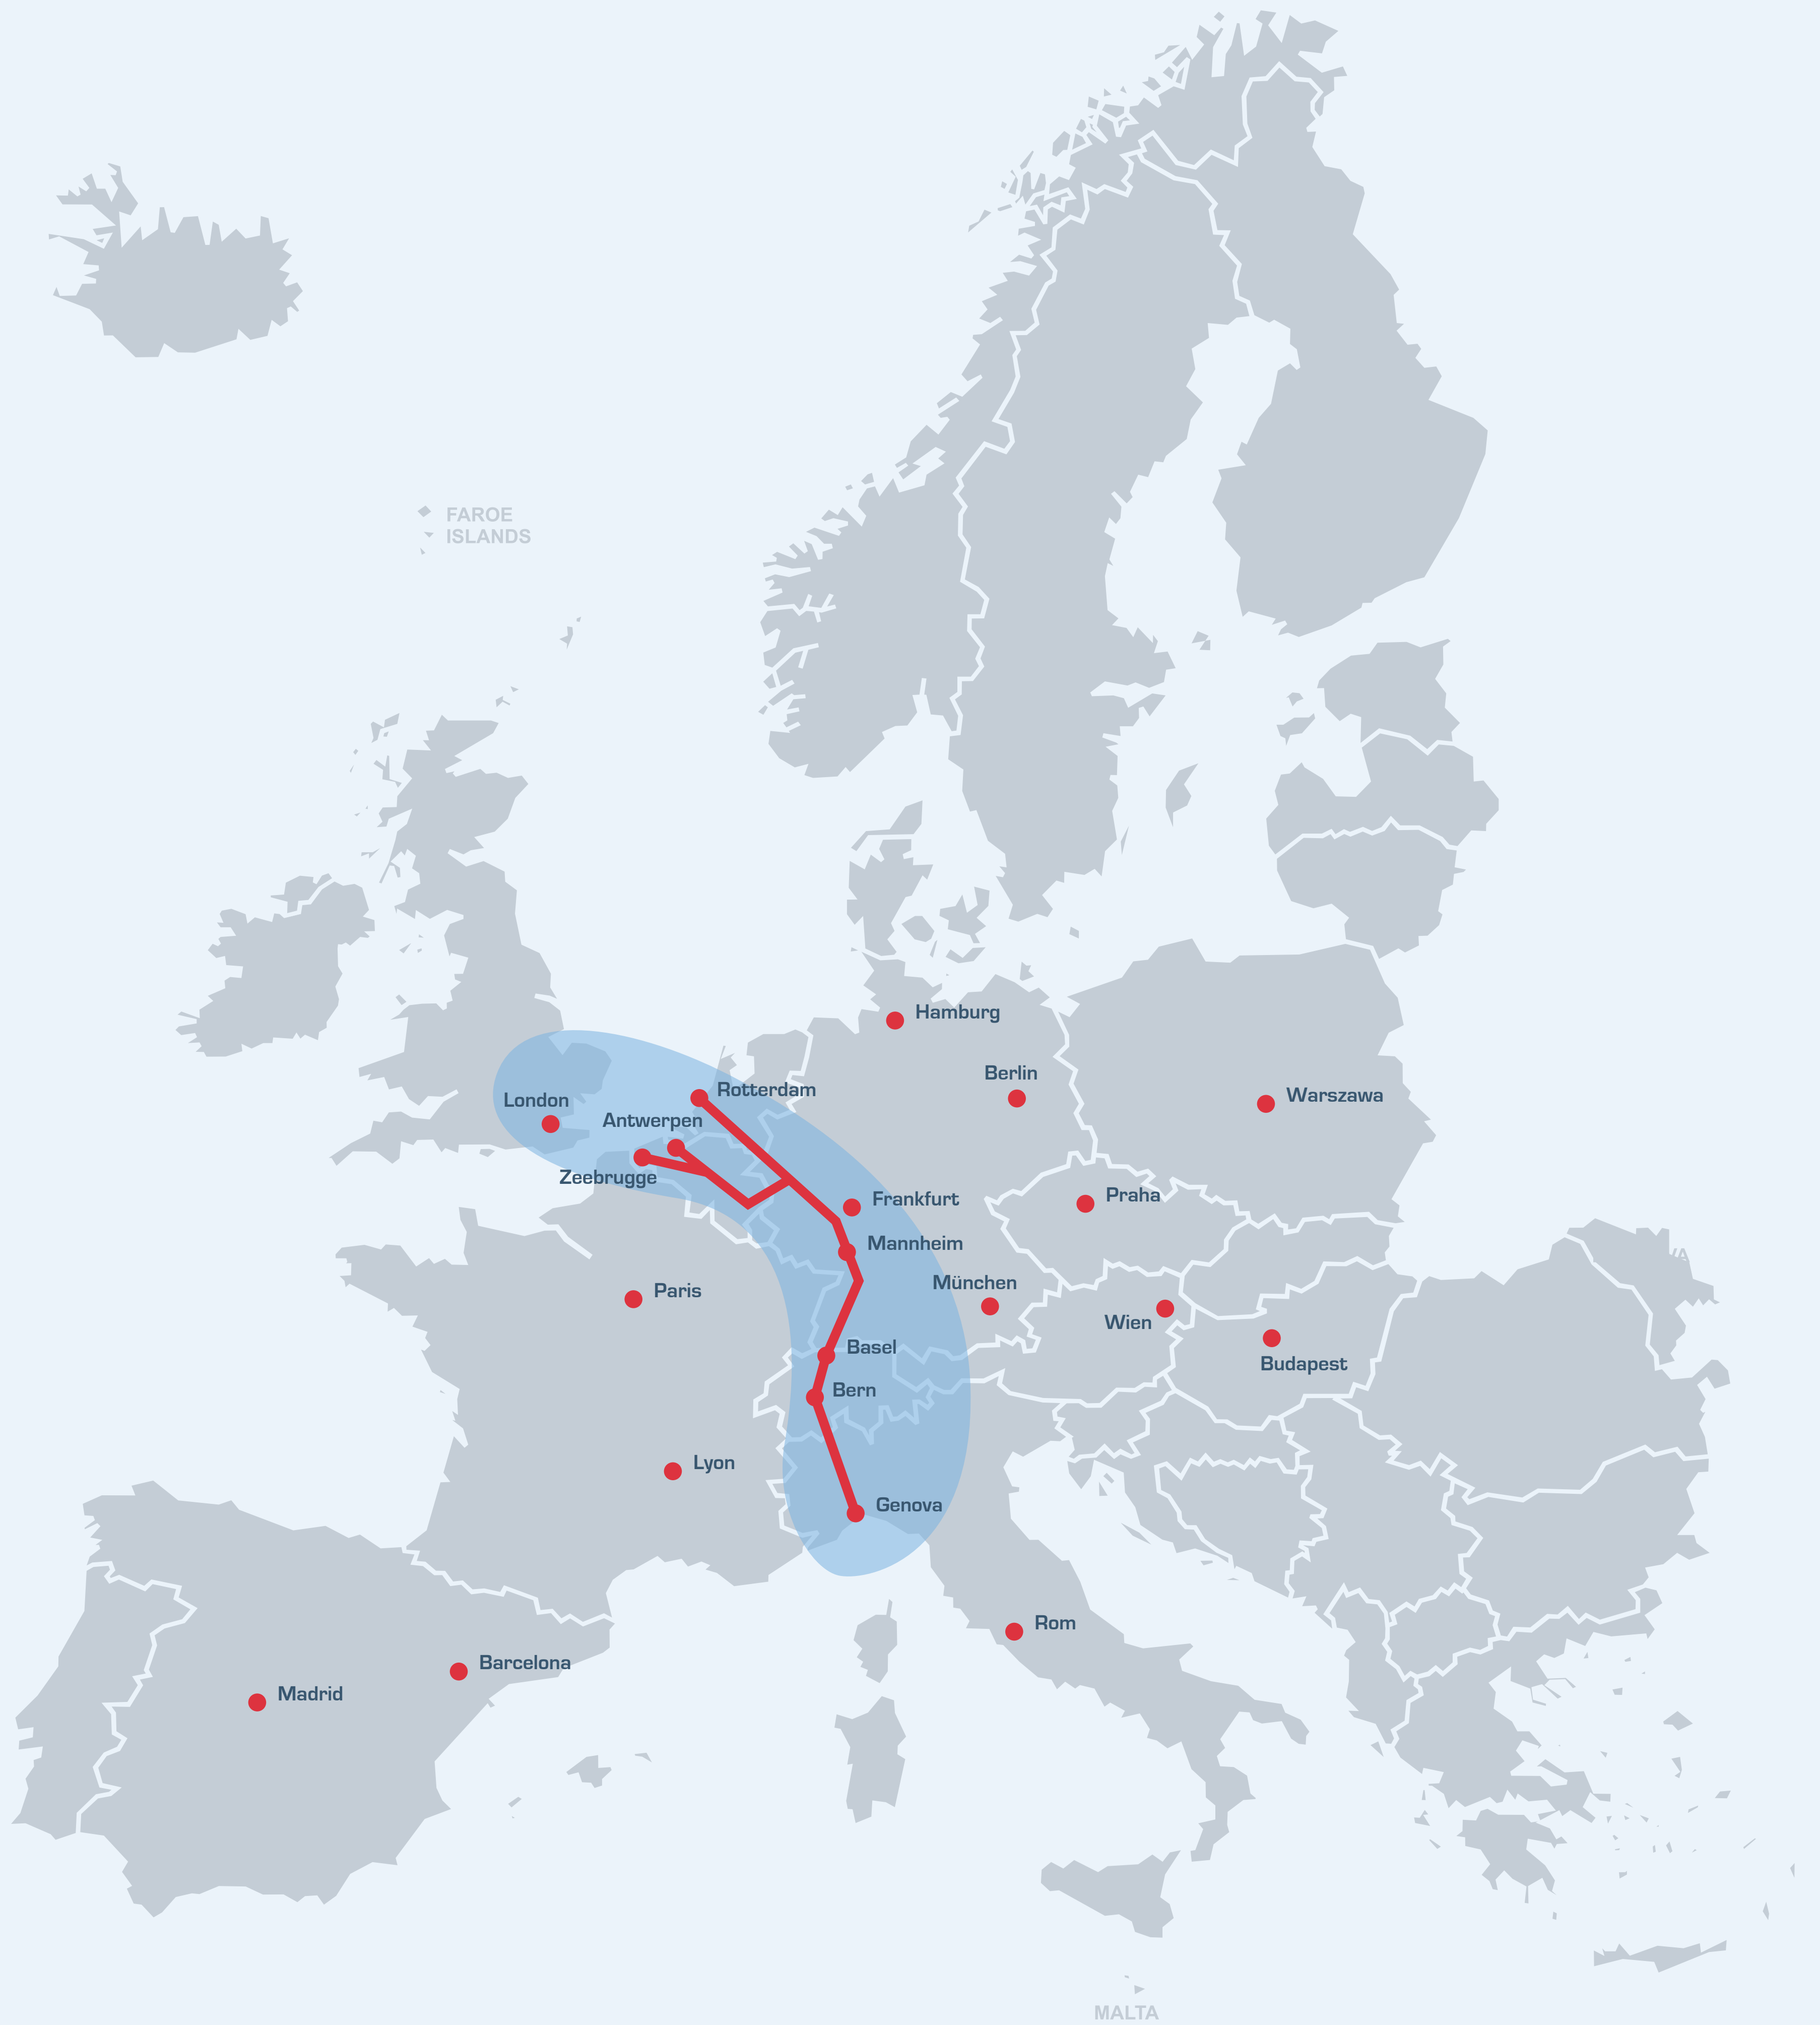 FAROE
ISLANDS
Hamburg
Berlin
Rotterdam
Warszawa
London
Antwerpen
Zeebrugge
Praha
Frankfurt
Mannheim
München
Paris
Wien
Basel
Budapest
Bern
Lyon
Genova
Rom
Barcelona
Madrid
MALTA